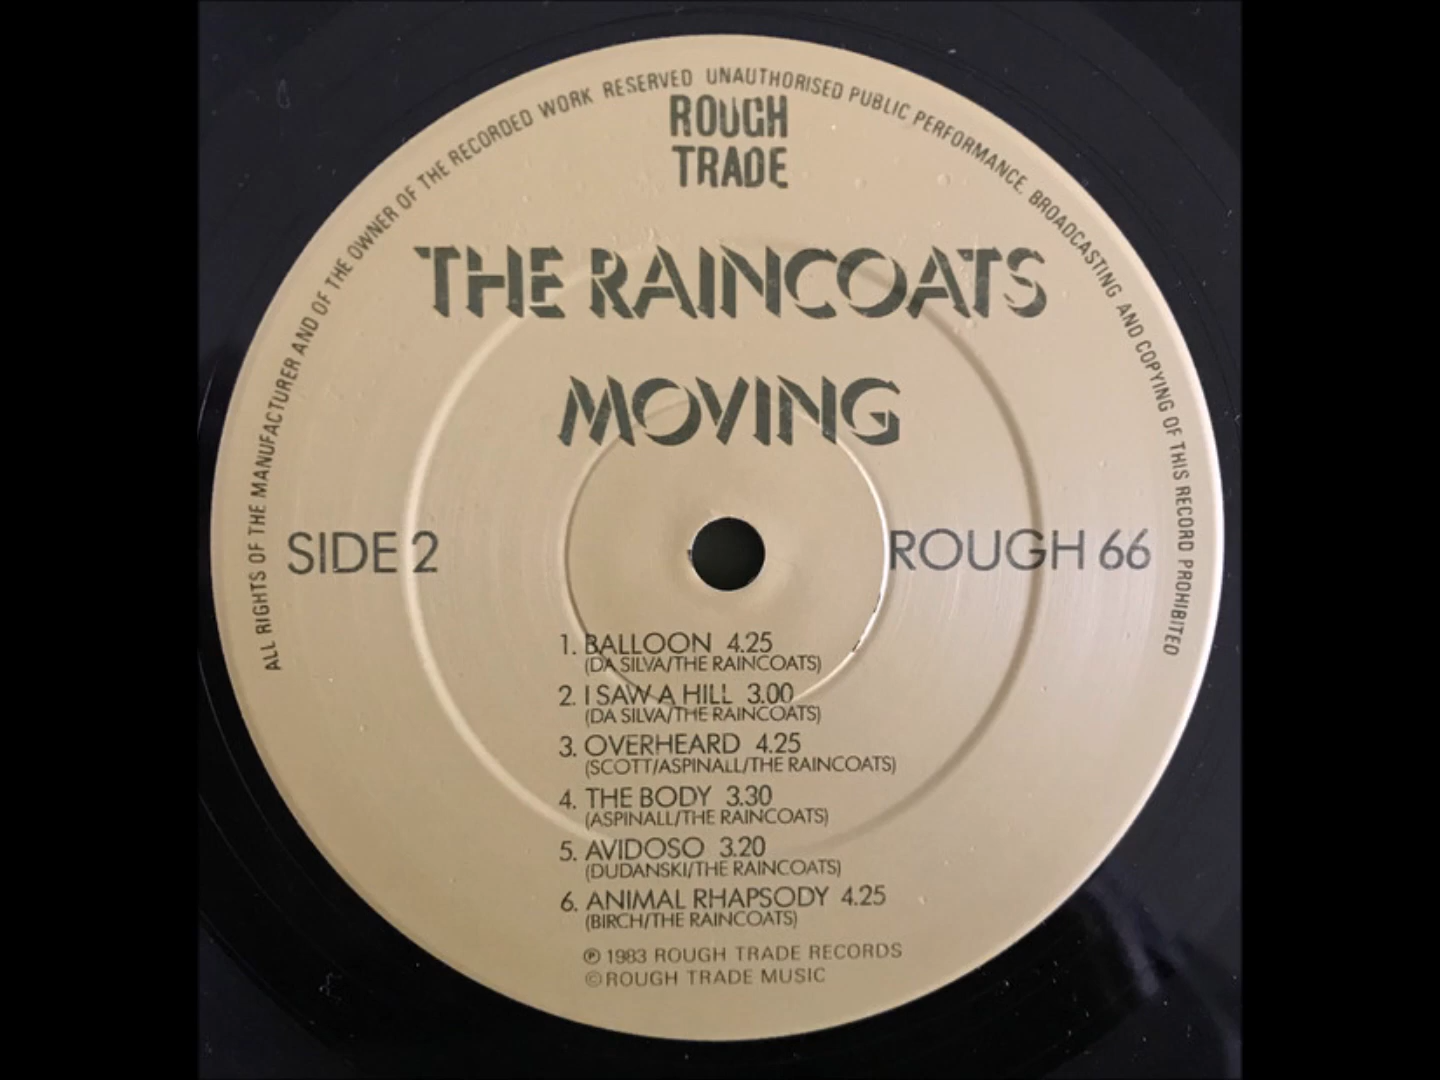 ALL RIGHTS OF THE MANUFACTURER AND OF THE OWNER OF THE RECORDED WORK RESERVED UNAUTHORISED PUBLIC PERFORMANCE, BROADCASTING AND COPYING OF THIS RECORD PROHIBITED
ROUGH
TRADE
THE RAINCOATS
MOVING
SIDE 2
ROUGH 66
1. BALLOON 4.25
(DA SILVA/THE RAINCOATS)
2. I SAW A HILL 3.00
(DA SILVA/THE RAINCOATS)
3. OVERHEARD 4.25
(SCOTT/ASPINALL/THE RAINCOATS)
4. THE BODY 3.30
(ASPINALL/THE RAINCOATS)
5. AVIDOSO 3.20
(DUDANSKI/THE RAINCOATS)
6. ANIMAL RHAPSODY 4.25
(BIRCH/THE RAINCOATS)
℗ 1983 ROUGH TRADE RECORDS
© ROUGH TRADE MUSIC